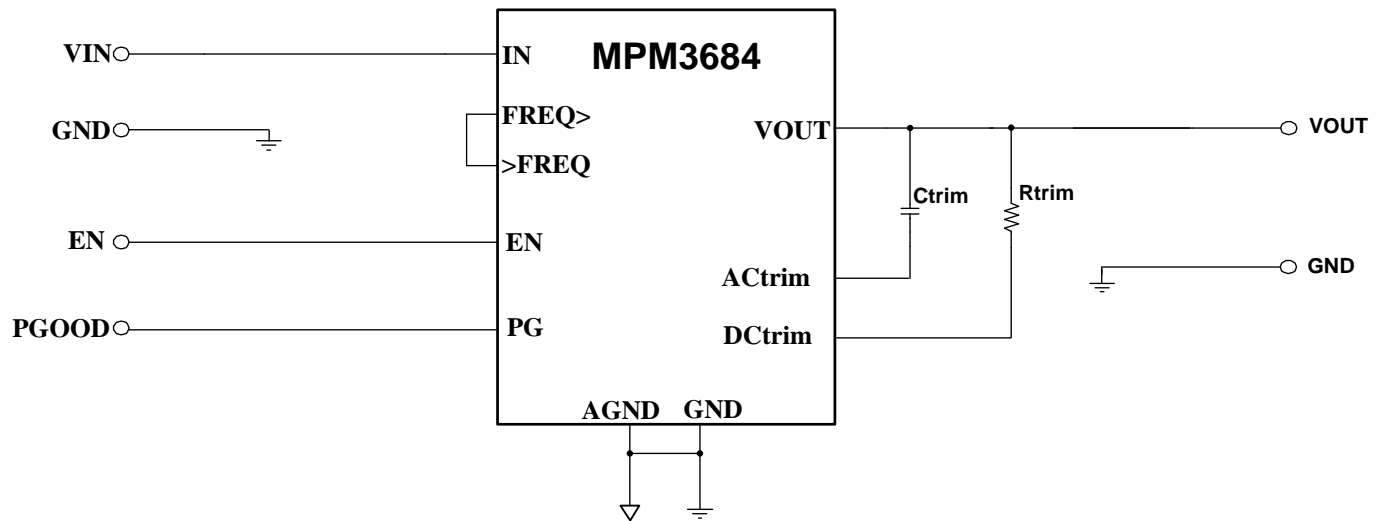 MPM3684
VIN
IN
GND
FREQ>
>FREQ
VOUT
VOUT
Ctrim
Rtrim
EN
EN
ACtrim
GND
PGOOD
PG
DCtrim
AGND
GND